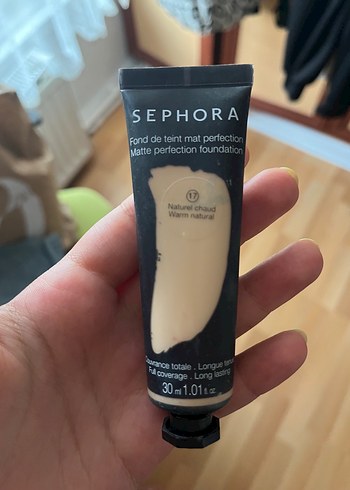 SEPHORA
Fond de teint mat perfection
Matte perfection foundation
17
Naturel chaud
Warm natural
Couvrance totale . Longue tenue
Full coverage . Long lasting
30 ml 1.01 fl. oz.